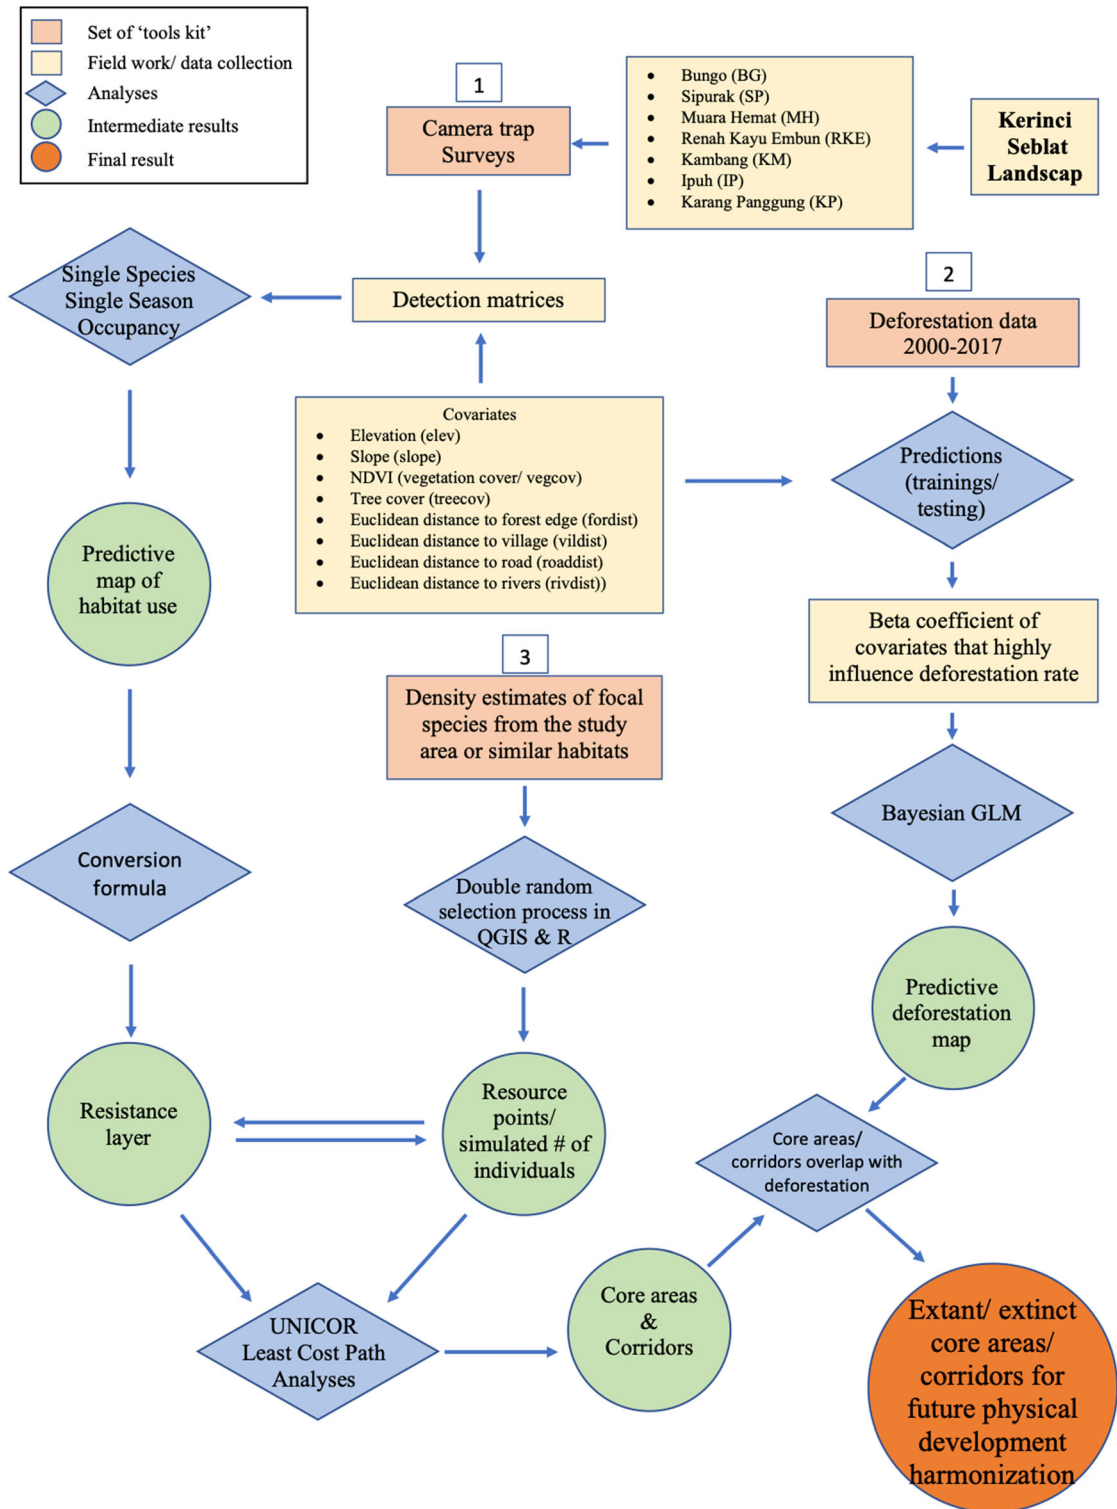 Set of ‘tools kit’
Field work/ data collection
Analyses
Intermediate results
Final result
1
Camera trap
Surveys
• Bungo (BG)
• Sipurak (SP)
• Muara Hemat (MH)
• Renah Kayu Embun (RKE)
• Kambang (KM)
• Ipuh (IP)
• Karang Panggung (KP)
Kerinci
Seblat
Landscap
Single Species
Single Season
Occupancy
Detection matrices
2
Deforestation data
2000-2017
Covariates
• Elevation (elev)
• Slope (slope)
• NDVI (vegetation cover/ vegcov)
• Tree cover (treecov)
• Euclidean distance to forest edge (fordist)
• Euclidean distance to village (vildist)
• Euclidean distance to road (roaddist)
• Euclidean distance to rivers (rivdist))
Predictions
(trainings/
testing)
Predictive
map of
habitat use
Beta coefficient of
covariates that highly
influence deforestation rate
3
Density estimates of focal
species from the study
area or similar habitats
Bayesian GLM
Conversion
formula
Double random
selection process in
QGIS & R
Predictive
deforestation
map
Resistance
layer
Resource
points/
simulated # of
individuals
Core areas/
corridors overlap with
deforestation
UNICOR
Least Cost Path
Analyses
Core areas
&
Corridors
Extant/ extinct
core areas/
corridors for
future physical
development
harmonization